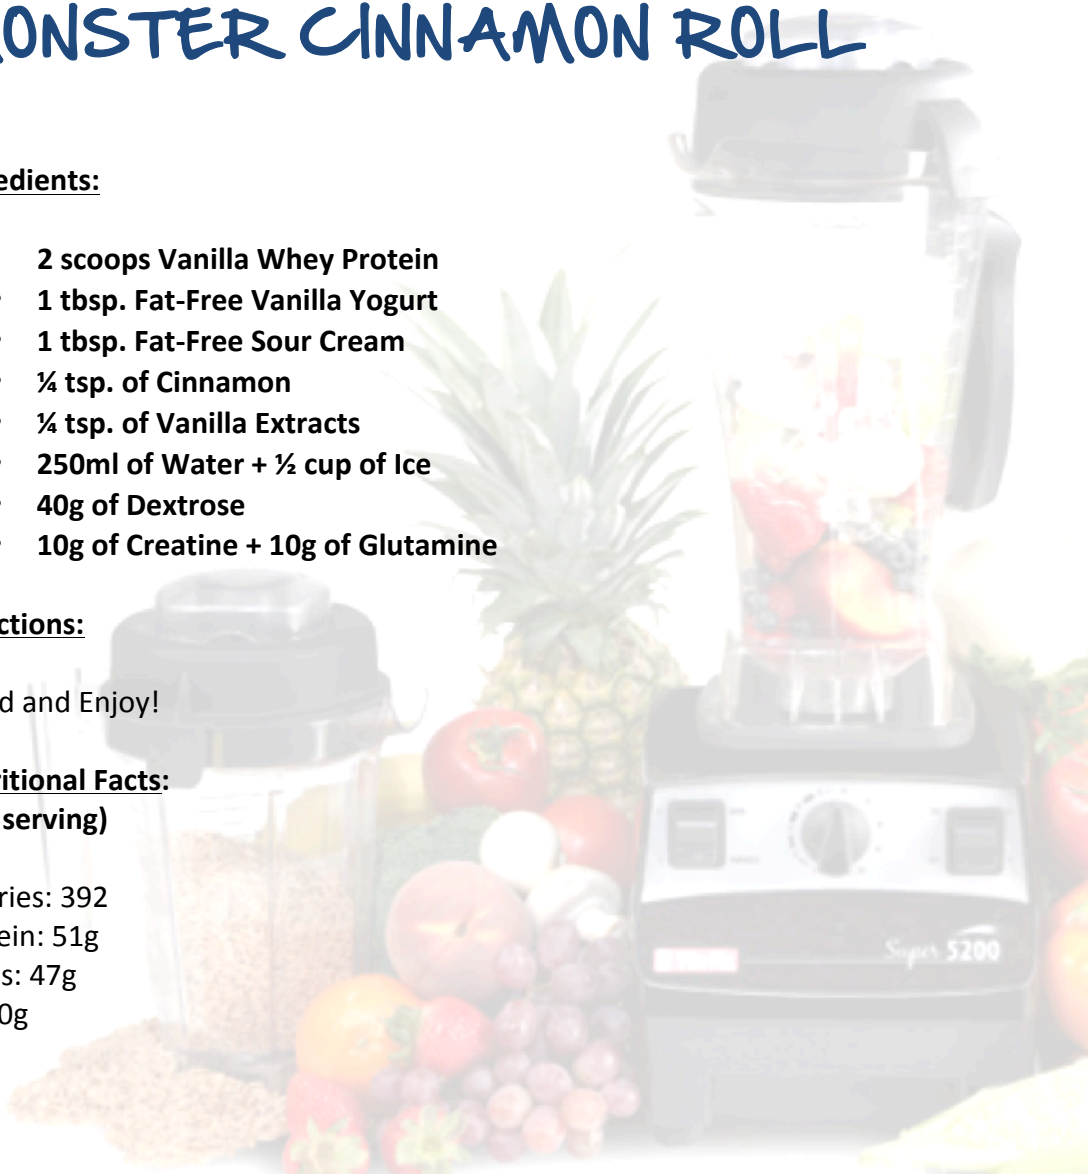 ONSTER CINNAMON ROLL
edients:
2 scoops Vanilla Whey Protein
• 1 tbsp. Fat-Free Vanilla Yogurt
• 1 tbsp. Fat-Free Sour Cream
• ¼ tsp. of Cinnamon
• ¼ tsp. of Vanilla Extracts
• 250ml of Water + ½ cup of Ice
• 40g of Dextrose
• 10g of Creatine + 10g of Glutamine
ctions:
d and Enjoy!
ritional Facts:
serving)
ries: 392
ein: 51g
s: 47g
0g
Super 5200